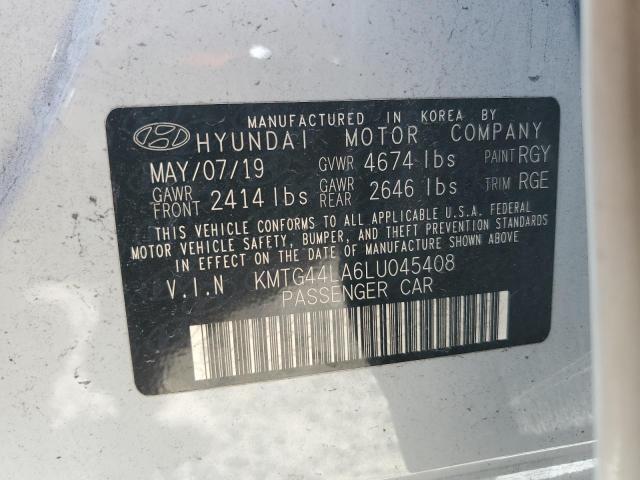 MANUFACTURED IN KOREA BY
HYUNDAI MOTOR COMPANY
MAY/07/19 GVWR 4674 lbs PAINT RGY
GAWR FRONT 2414 lbs GAWR REAR 2646 lbs TRIM RGE
THIS VEHICLE CONFORMS TO ALL APPLICABLE U.S.A. FEDERAL
MOTOR VEHICLE SAFETY, BUMPER, AND THEFT PREVENTION STANDARDS
IN EFFECT ON THE DATE OF MANUFACTURE SHOWN ABOVE.
V.I.N KMTG44LA6LU045408
PASSENGER CAR